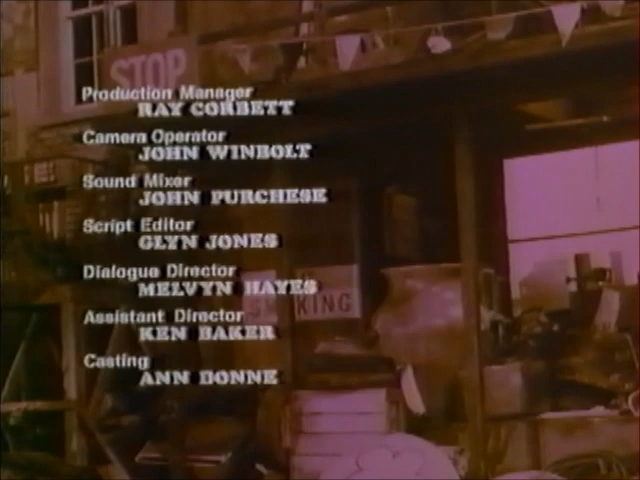 STOP
Production Manager
RAY CORBETT
Camera Operator
JOHN WINBOLT
Sound Mixer
JOHN PURCHESE
Script Editor
GLYN JONES
Dialogue Director
MELVYN HAYES
KING
Assistant Director
KEN BAKER
Casting
ANN DONNE